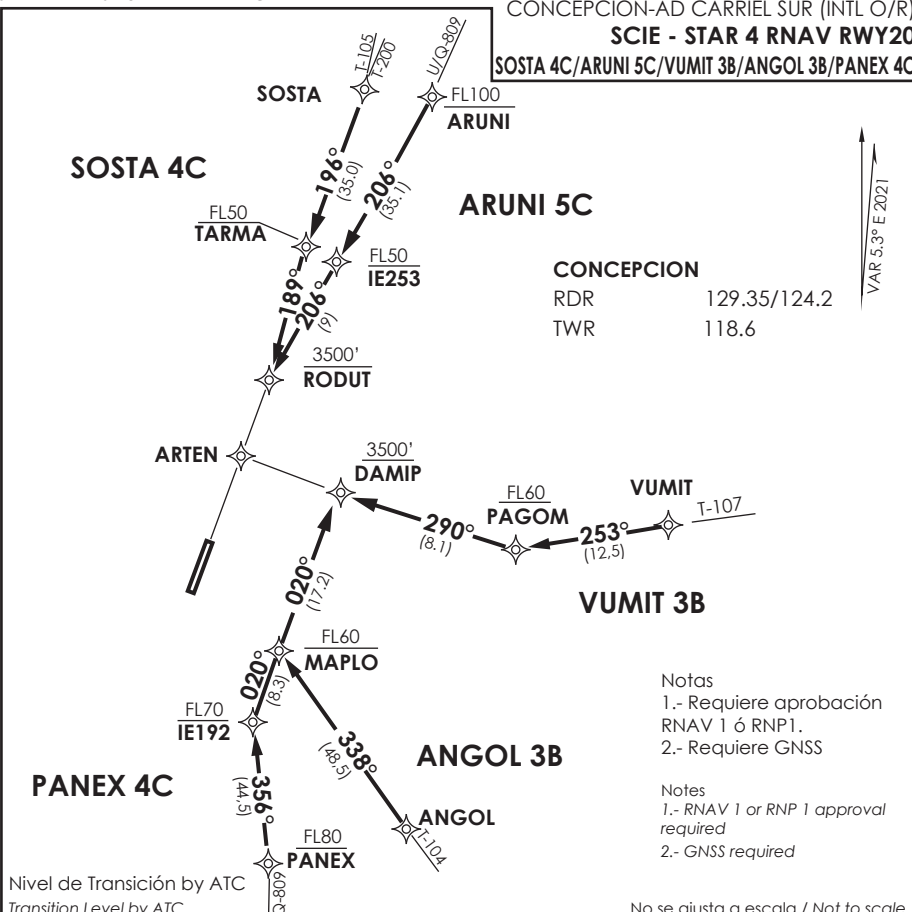 CONCEPCION-AD CARRIEL SUR (INTL O/R)
SCIE - STAR 4 RNAV RWY20
SOSTA 4C/ARUNI 5C/VUMIT 3B/ANGOL 3B/PANEX 4C
T-105
T-200
U/Q-809
SOSTA
FL100
ARUNI
SOSTA 4C
196°
(35.0)
206°
(35.1)
ARUNI 5C
VAR 5.3° E 2021
FL50
TARMA
FL50
IE253
CONCEPCION
RDR 129.35/124.2
TWR 118.6
189°
206°
(9)
3500'
RODUT
ARTEN
3500'
DAMIP
FL60
PAGOM
VUMIT
T-107
290°
(8.1)
253°
(12,5)
VUMIT 3B
020°
(17.2)
FL60
MAPLO
020°
(8.3)
FL70
IE192
338°
(48,5)
ANGOL 3B
PANEX 4C
356°
(44,5)
ANGOL
T-104
FL80
PANEX
Q-809
Notas
1.- Requiere aprobación
RNAV 1 ó RNP1.
2.- Requiere GNSS
Notes
1.- RNAV 1 or RNP 1 approval
required
2.- GNSS required
Nivel de Transición by ATC
Transition Level by ATC
No se ajusta a escala / Not to scale